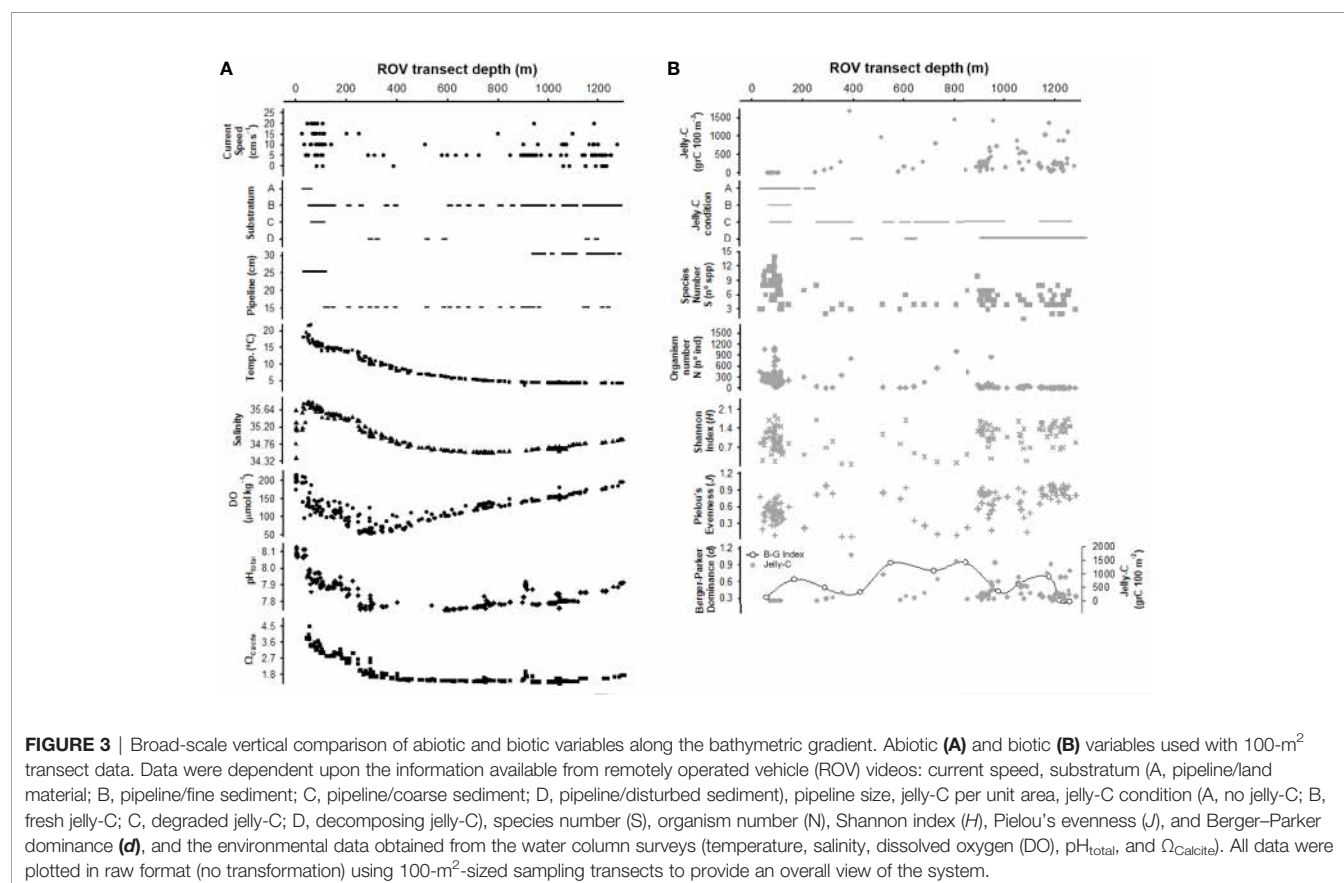 A
ROV transect depth (m)
0 200 400 600 800 1000 1200
Current Speed (cm s⁻¹)
25
20
15
10
5
0
Substratum
A
B
C
D
Pipeline (cm)
30
25
15
Temp. (ºC)
20
15
10
5
Salinity
35.64
35.20
34.76
34.32
DO (µmol kg⁻¹)
200
150
100
50
pHtotal
8.1
8.0
7.9
7.8
ΩCalcite
4.5
3.6
2.7
1.8
B
ROV transect depth (m)
0 200 400 600 800 1000 1200
Jelly-C (grC 100 m⁻²)
1500
1000
500
0
Jelly-C condition
A
B
C
D
Species Number S (nº spp)
15
12
9
6
3
Organism number N (nº ind)
1500
1200
900
600
300
0
Shannon Index (H)
2.1
1.4
0.7
Pielou's Evenness (J)
1.2
0.9
0.6
0.3
Berger-Parker Dominance (d)
1.2
0.9
0.6
0.3
B-G Index
Jelly-C
2000
1500
1000
500
0
Jelly-C (grC 100 m⁻²)
FIGURE 3 | Broad-scale vertical comparison of abiotic and biotic variables along the bathymetric gradient. Abiotic (A) and biotic (B) variables used with 100-m²
transect data. Data were dependent upon the information available from remotely operated vehicle (ROV) videos: current speed, substratum (A, pipeline/land
material; B, pipeline/fine sediment; C, pipeline/coarse sediment; D, pipeline/disturbed sediment), pipeline size, jelly-C per unit area, jelly-C condition (A, no jelly-C; B,
fresh jelly-C; C, degraded jelly-C; D, decomposing jelly-C), species number (S), organism number (N), Shannon index (H), Pielou's evenness (J), and Berger–Parker
dominance (d), and the environmental data obtained from the water column surveys (temperature, salinity, dissolved oxygen (DO), pHtotal, and ΩCalcite). All data were
plotted in raw format (no transformation) using 100-m²-sized sampling transects to provide an overall view of the system.